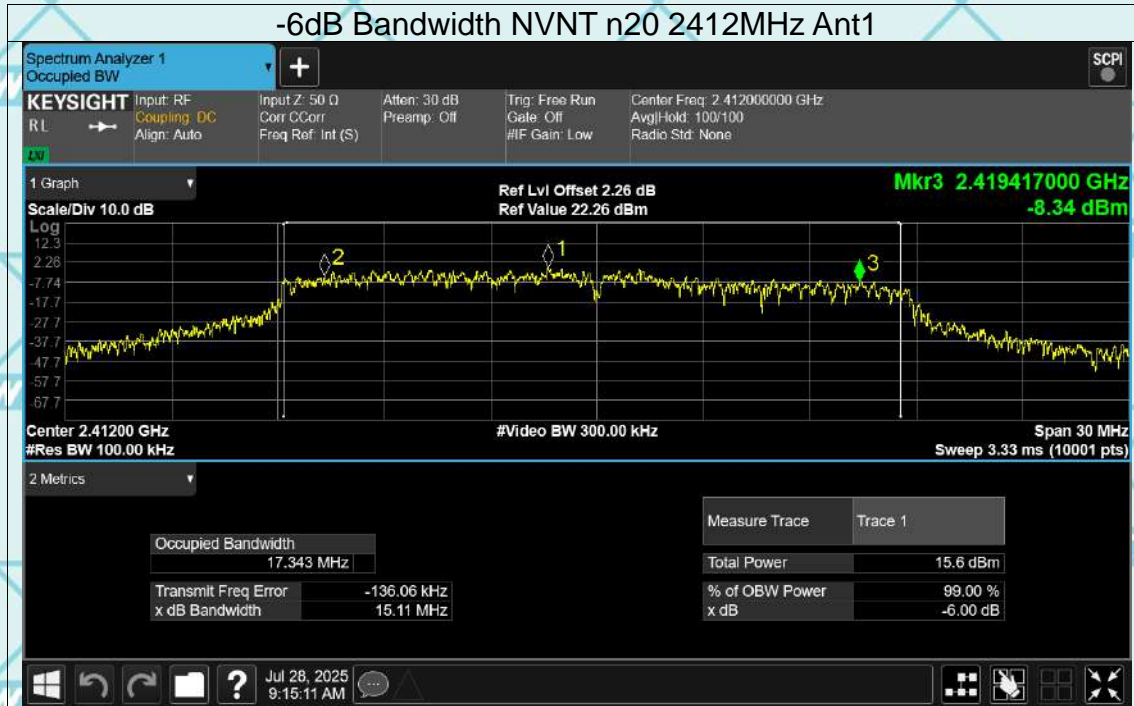 -6dB Bandwidth NVNT n20 2412MHz Ant1
Spectrum Analyzer 1
Occupied BW
+
SCPI
KEYSIGHT
RL
LXI
Input: RF
Coupling: DC
Align: Auto
Input Z: 50 Ω
Corr CCorr
Freq Ref: Int (S)
Atten: 30 dB
Preamp: Off
Trig: Free Run
Gate: Off
#IF Gain: Low
Center Freq: 2.412000000 GHz
Avg|Hold: 100/100
Radio Std: None
1 Graph
Scale/Div 10.0 dB
Ref Lvl Offset 2.26 dB
Ref Value 22.26 dBm
Mkr3 2.419417000 GHz
-8.34 dBm
Log
12.3
2.26
-7.74
-17.7
-27.7
-37.7
-47.7
-57.7
-67.7
2
1
3
Center 2.41200 GHz
#Res BW 100.00 kHz
#Video BW 300.00 kHz
Span 30 MHz
Sweep 3.33 ms (10001 pts)
2 Metrics
Occupied Bandwidth
17.343 MHz
Transmit Freq Error -136.06 kHz
x dB Bandwidth 15.11 MHz
Measure Trace Trace 1
Total Power 15.6 dBm
% of OBW Power 99.00 %
x dB -6.00 dB
?
Jul 28, 2025
9:15:11 AM